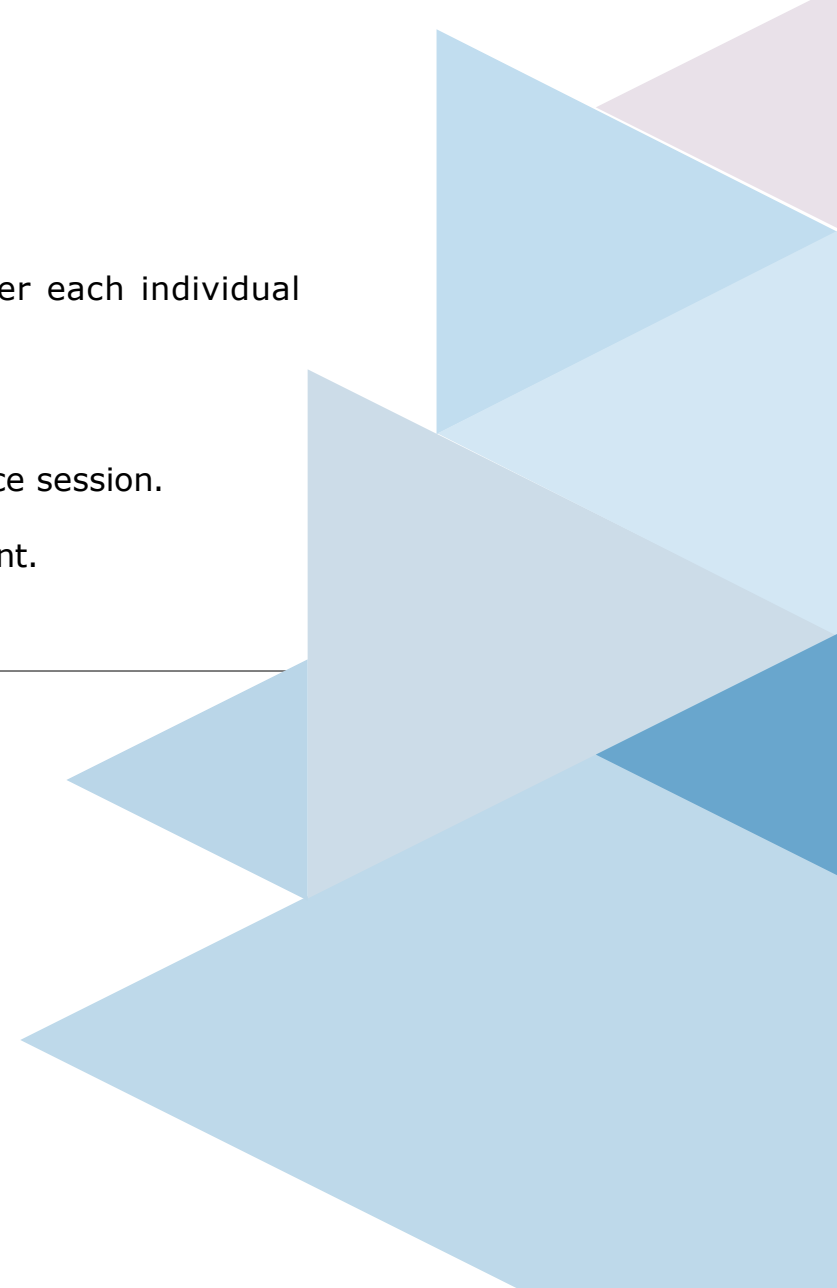 er each individual
ce session.
nt.